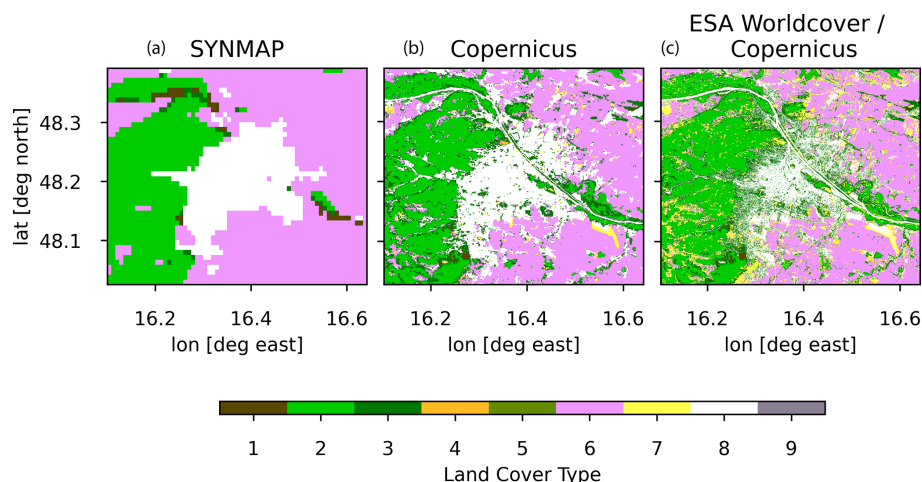 (a) SYNMAP
(b) Copernicus
ESA Worldcover /
(c) Copernicus
lat [deg north]
48.3
48.2
48.1
16.2 16.4 16.6
16.2 16.4 16.6
16.2 16.4 16.6
lon [deg east]
lon [deg east]
lon [deg east]
1 2 3 4 5 6 7 8 9
Land Cover Type